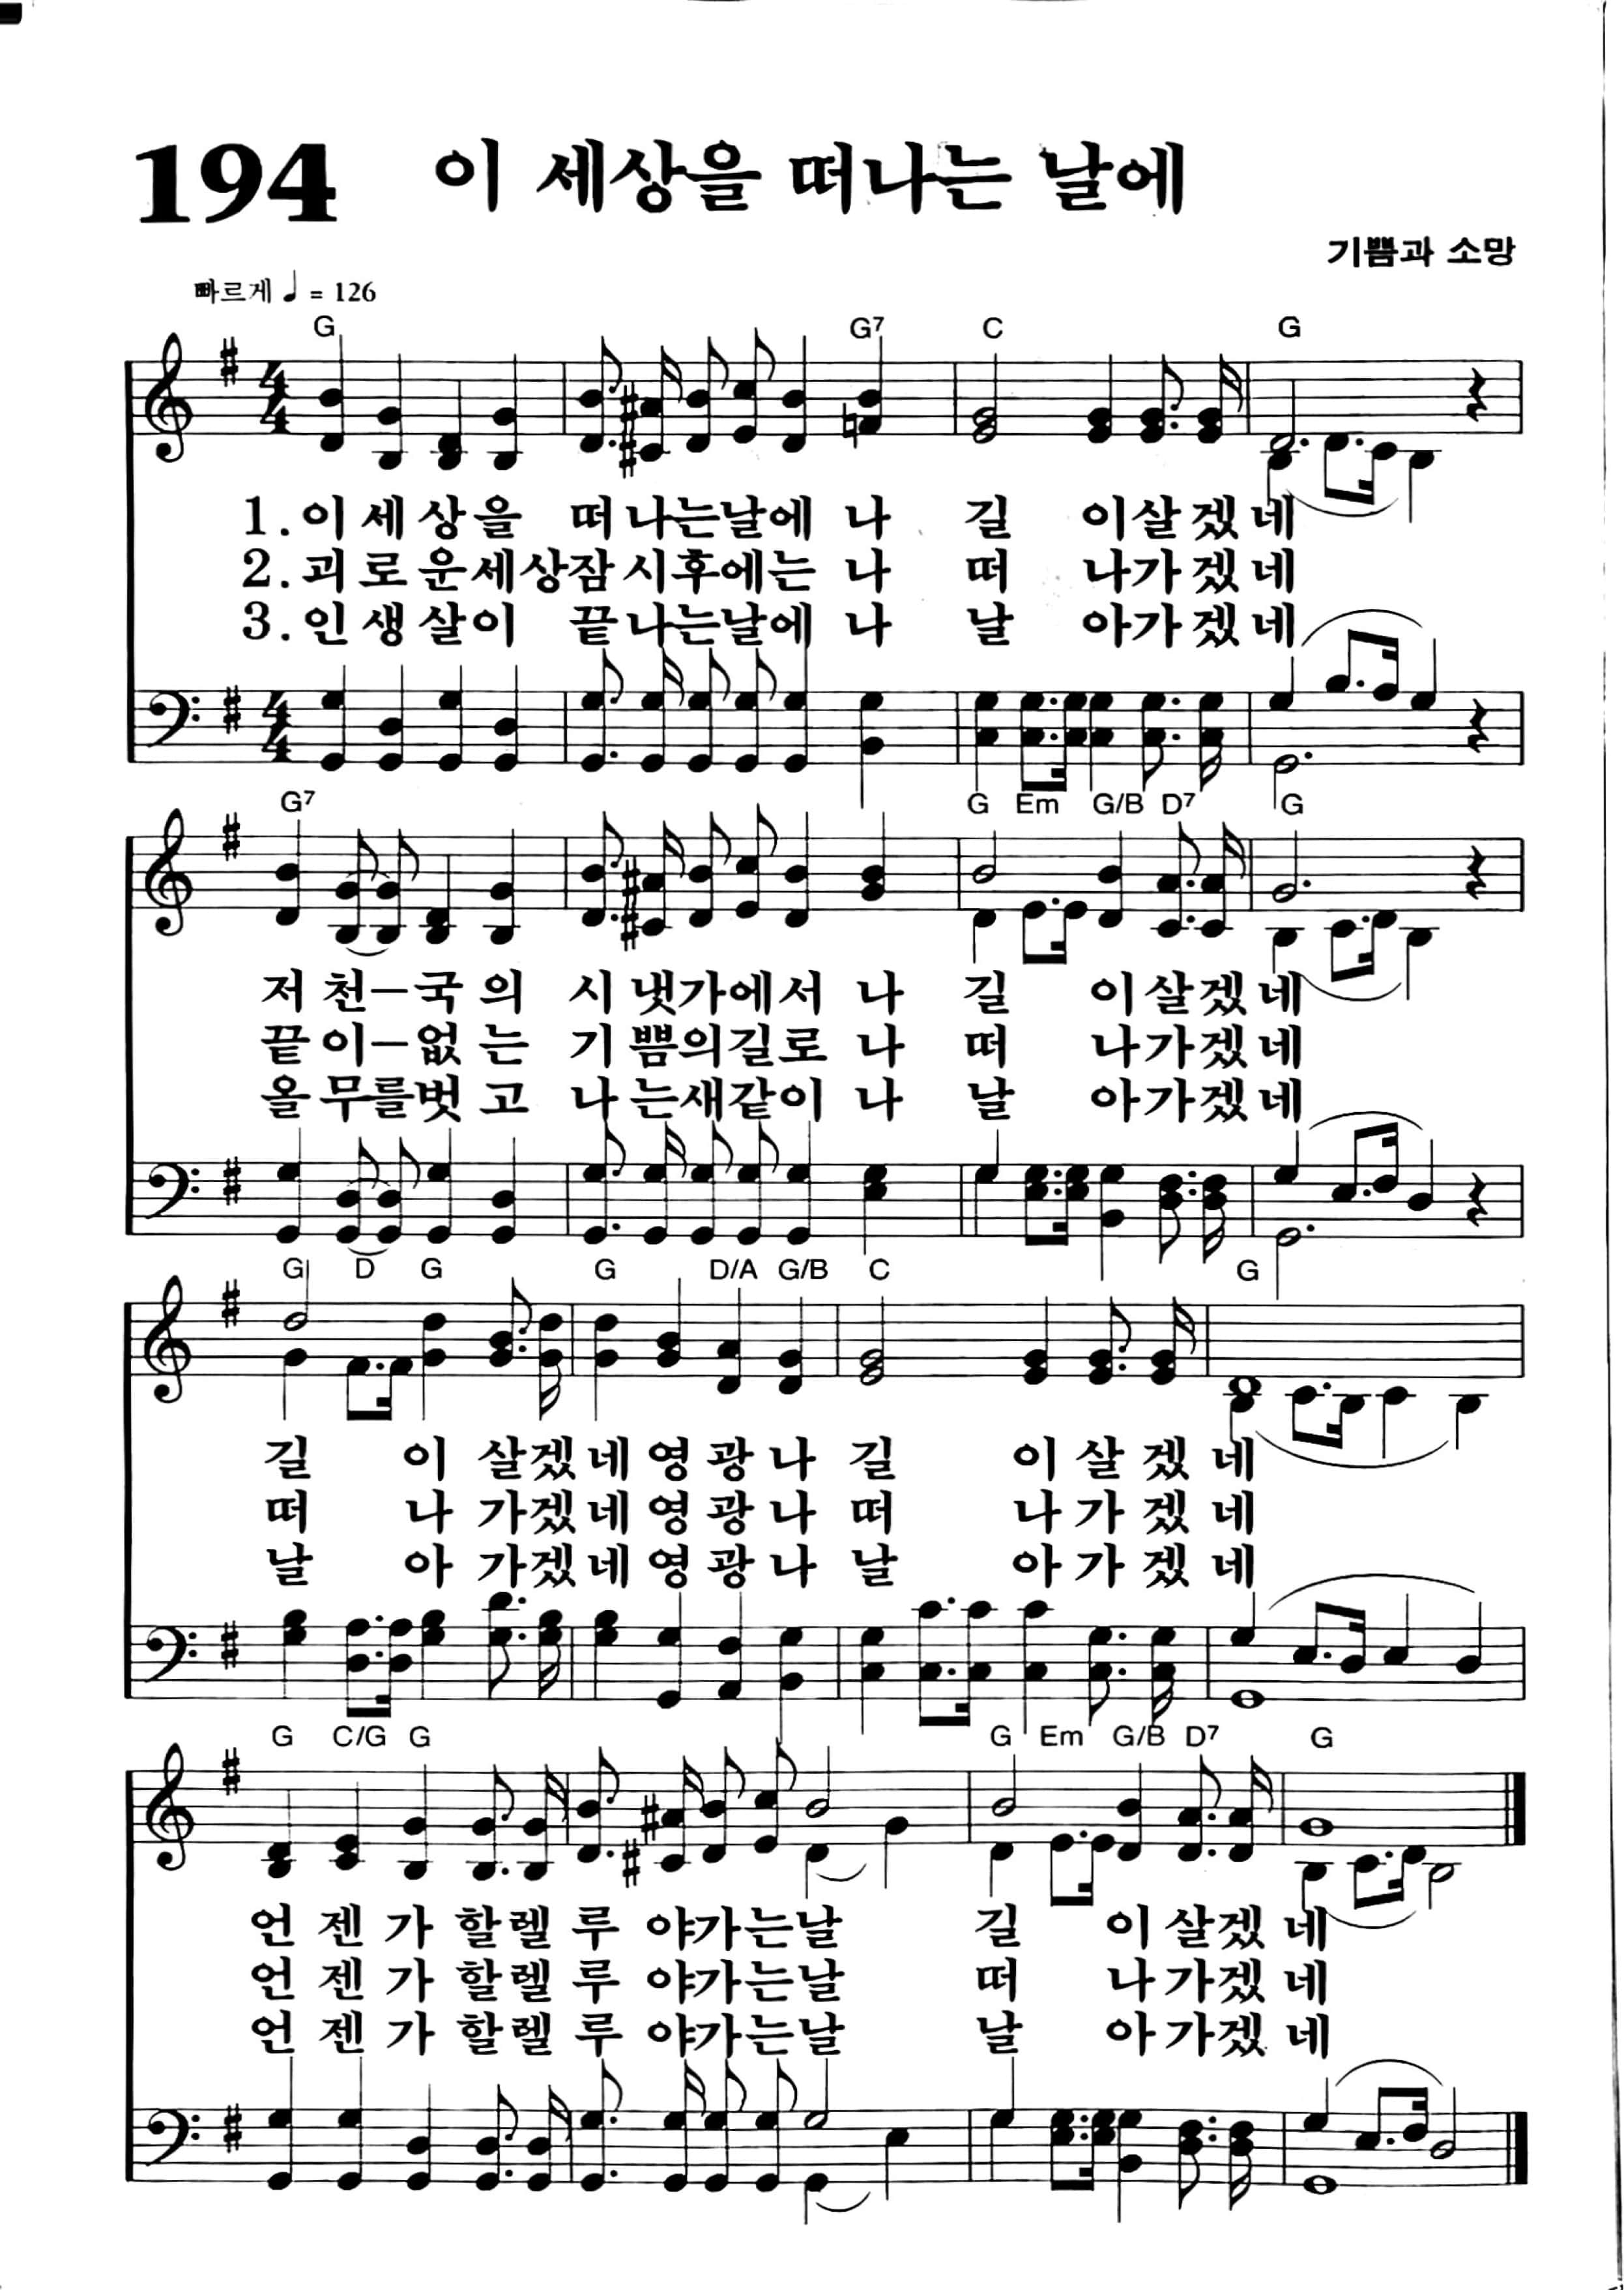 194 이 세상을 떠나는 날에
기쁨과 소망
빠르게 ♩ = 126
G G7 C G
1. 이 세 상 을 떠 나는날에 나 길 이살겠네
2. 괴 로 운세상잠 시후에는 나 떠 나가겠네
3. 인 생 살이 끝 나는날에 나 날 아가겠네
G7 G Em G/B D7 G
저 천－국 의 시 냇가에서 나 길 이살겠네
끝 이－없 는 기 쁨의길로 나 떠 나가겠네
올 무를벗 고 나 는새같이 나 날 아가겠네
G D G G D/A G/B C G
길 이 살겠네 영 광 나 길 이 살 겠 네
떠 나 가겠네 영 광 나 떠 나 가 겠 네
날 아 가겠네 영 광 나 날 아 가 겠 네
G C/G G G Em G/B D7 G
언 젠 가 할렐 루 야가는날 길 이 살겠 네
언 젠 가 할렐 루 야가는날 떠 나 가겠 네
언 젠 가 할렐 루 야가는날 날 아 가겠 네